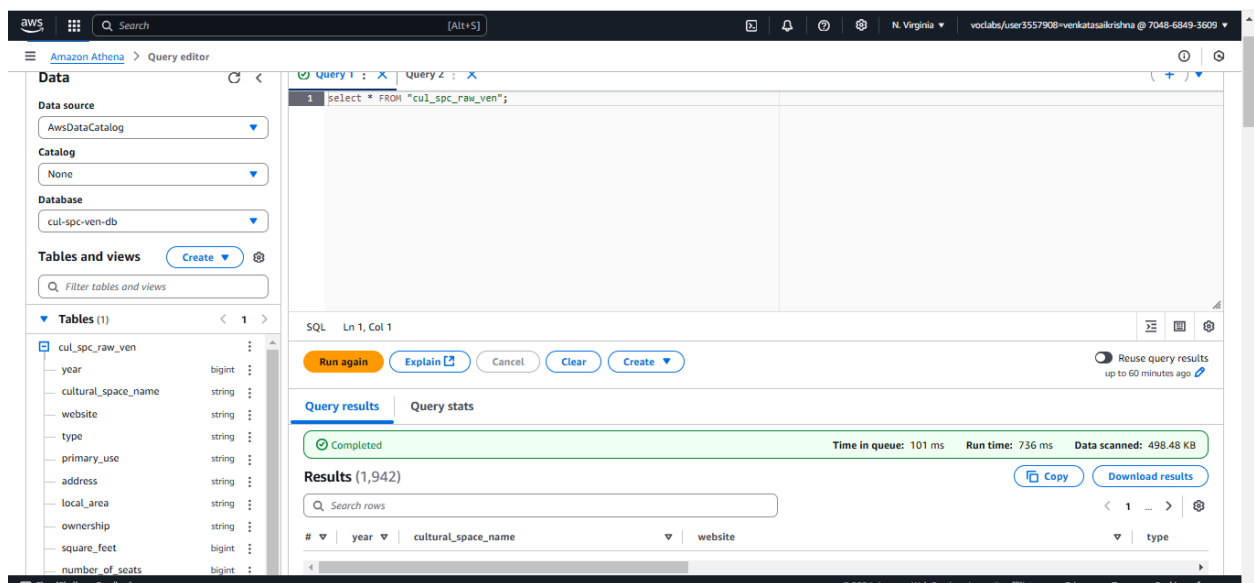 aws
Search
[Alt+S]
N. Virginia
voclabs/user3557908=venkatasaikrishna @ 7048-6849-3609
Amazon Athena > Query editor
Data
Data source
AwsDataCatalog
Catalog
None
Database
cul-spc-ven-db
Tables and views
Create
Filter tables and views
Tables (1)
< 1 >
cul_spc_raw_ven
year bigint
cultural_space_name string
website string
type string
primary_use string
address string
local_area string
ownership string
square_feet bigint
number_of_seats bigint
Query 1
Query 2
1 select * FROM "cul_spc_raw_ven";
SQL Ln 1, Col 1
Run again
Explain
Cancel
Clear
Create
Reuse query results
up to 60 minutes ago
Query results
Query stats
Completed
Time in queue: 101 ms
Run time: 736 ms
Data scanned: 498.48 KB
Results (1,942)
Copy
Download results
Search rows
< 1 ... >
# year cultural_space_name website type